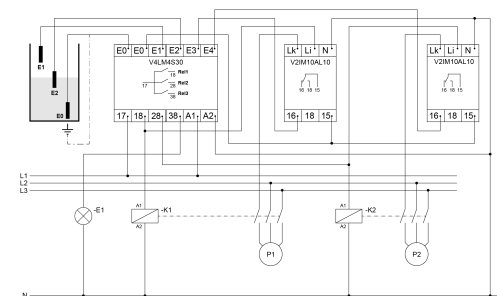 E0 E0 E1 E2 E3 E4
V4LM4S30
Rel1
17 18
Rel2
28
Rel3
38
17 18 28 38 A1 A2
Lk Li N
V2IM10AL10
16 18 15
16 18 15
Lk Li N
V2IM10AL10
16 18 15
16 18 15
E1
E2
E0
L1
L2
L3
-E1
A1
-K1
A2
P1
A1
-K2
A2
P2
N